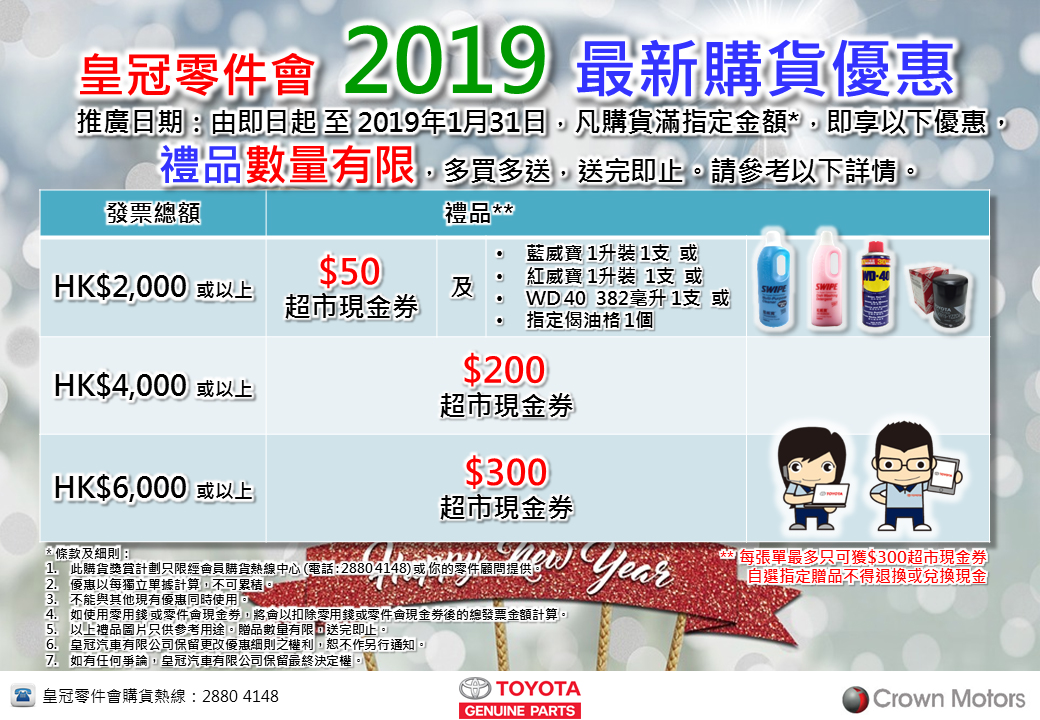 皇冠零件會 2019 最新購貨優惠
推廣日期：由即日起 至 2019年1月31日，凡購貨滿指定金額*，即享以下優惠，
禮品數量有限，多買多送，送完即止。請參考以下詳情。
發票總額 禮品**
HK$2,000 或以上
$50
超市現金券
及
• 藍威寶 1升裝 1支 或
• 紅威寶 1升裝 1支 或
• WD 40 382毫升 1支 或
• 指定偈油格 1個
SWIPE
SWIPE
WD-40
TOYOTA
HK$4,000 或以上
$200
超市現金券
HK$6,000 或以上
$300
超市現金券
TOYOTA
Happy New Year
* 條款及細則：
1. 此購貨獎賞計劃只限經會員購貨熱線中心 (電話：2880 4148) 或 你的零件顧問提供。
2. 優惠以每獨立單據計算，不可累積。
3. 不能與其他現有優惠同時使用。
4. 如使用零用錢 或零件會現金券，將會以扣除零用錢或零件會現金券後的總發票金額計算。
5. 以上禮品圖片只供參考用途。贈品數量有限，送完即止。
6. 皇冠汽車有限公司保留更改優惠細則之權利，恕不作另行通知。
7. 如有任何爭論，皇冠汽車有限公司保留最終決定權。
** 每張單最多只可獲$300超市現金券
自選指定贈品不得退換或兌換現金
皇冠零件會購貨熱線：2880 4148
TOYOTA
GENUINE PARTS
Crown Motors